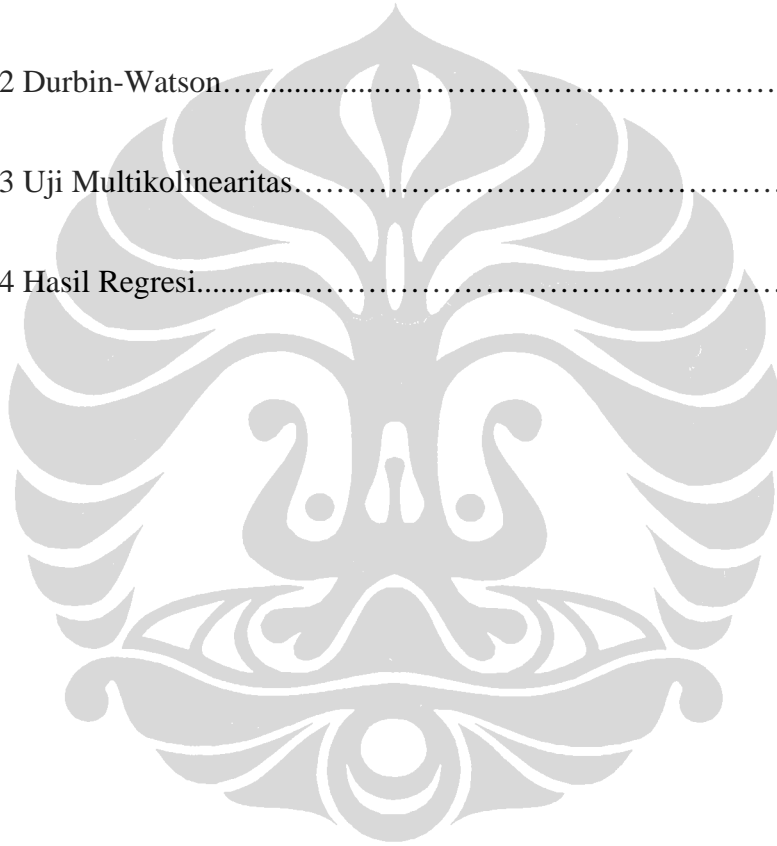 2 Durbin-Watson…..................……………………………………………
3 Uji Multikolinearitas……………………………………………………
4 Hasil Regresi............…………………………………………………